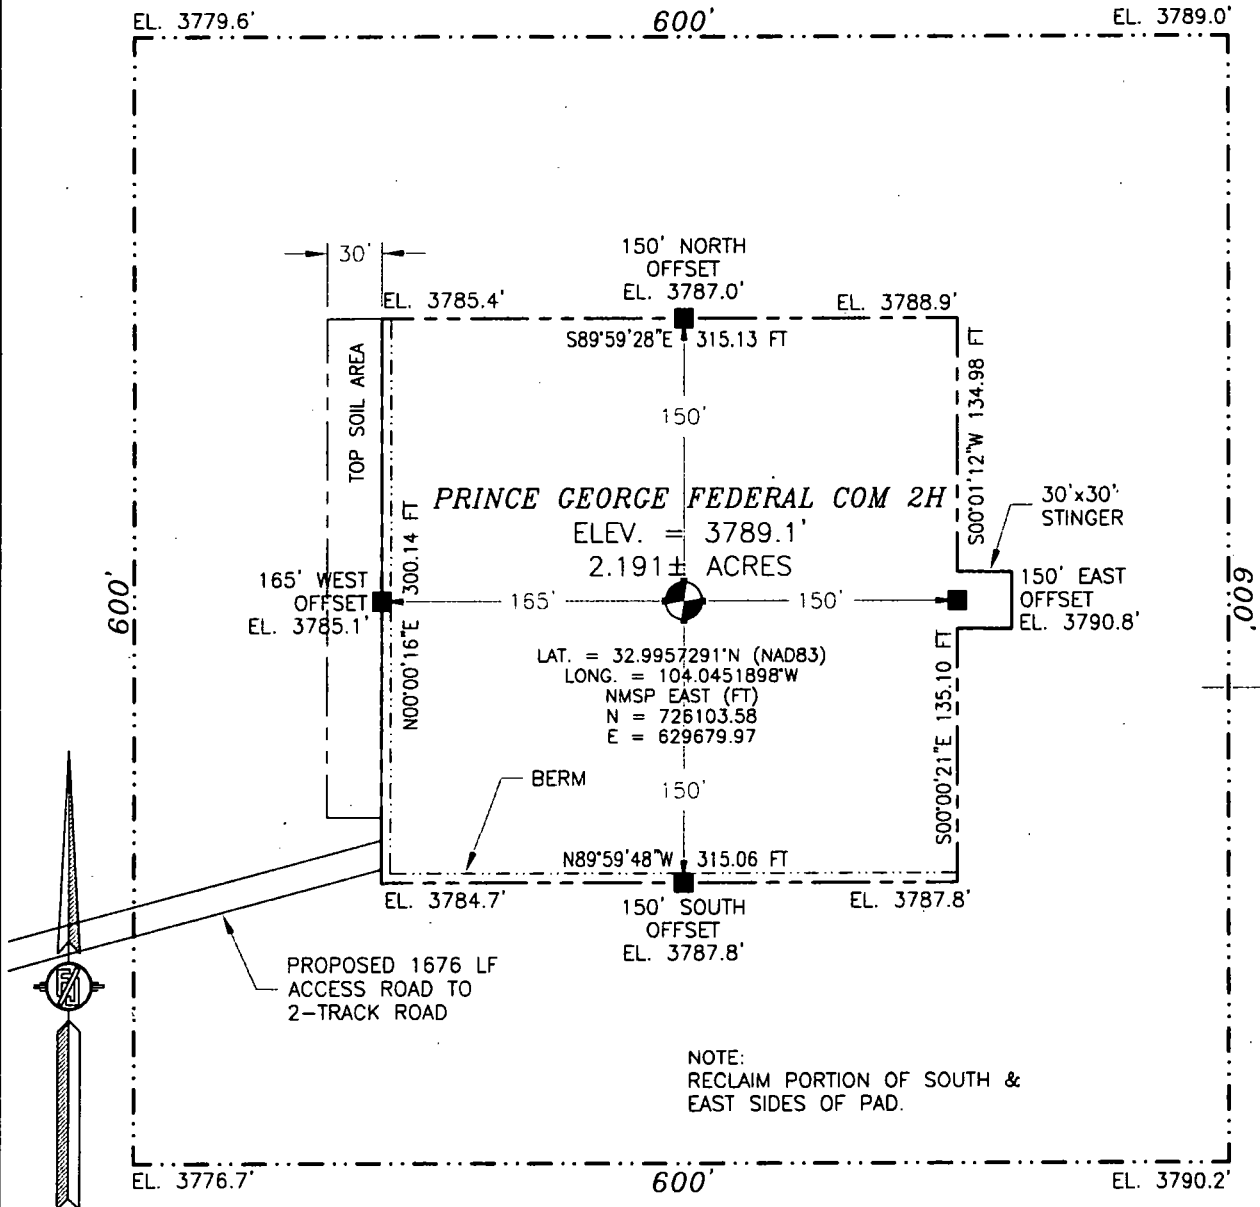 EL. 3779.6'
600'
EL. 3789.0'
30'
150' NORTH
OFFSET
EL. 3787.0'
EL. 3785.4'
EL. 3788.9'
S89°59'28"E 315.13 FT
TOP SOIL AREA
150'
S00°01'12"W 134.98 FT
PRINCE GEORGE FEDERAL COM 2H
ELEV. = 3789.1'
2.191± ACRES
30'x30'
STINGER
N00°00'16"E 300.14 FT
600'
165' WEST
OFFSET
EL. 3785.1'
165'
150'
150' EAST
OFFSET
EL. 3790.8'
600'
LAT. = 32.9957291°N (NAD83)
LONG. = 104.0451898°W
NMSP EAST (FT)
N = 726103.58
E = 629679.97
S00°00'21"E 135.10 FT
BERM
150'
N89°59'48"W 315.06 FT
EL. 3784.7'
EL. 3787.8'
150' SOUTH
OFFSET
EL. 3787.8'
PROPOSED 1676 LF
ACCESS ROAD TO
2-TRACK ROAD
NOTE:
RECLAIM PORTION OF SOUTH &
EAST SIDES OF PAD.
EL. 3776.7'
600'
EL. 3790.2'